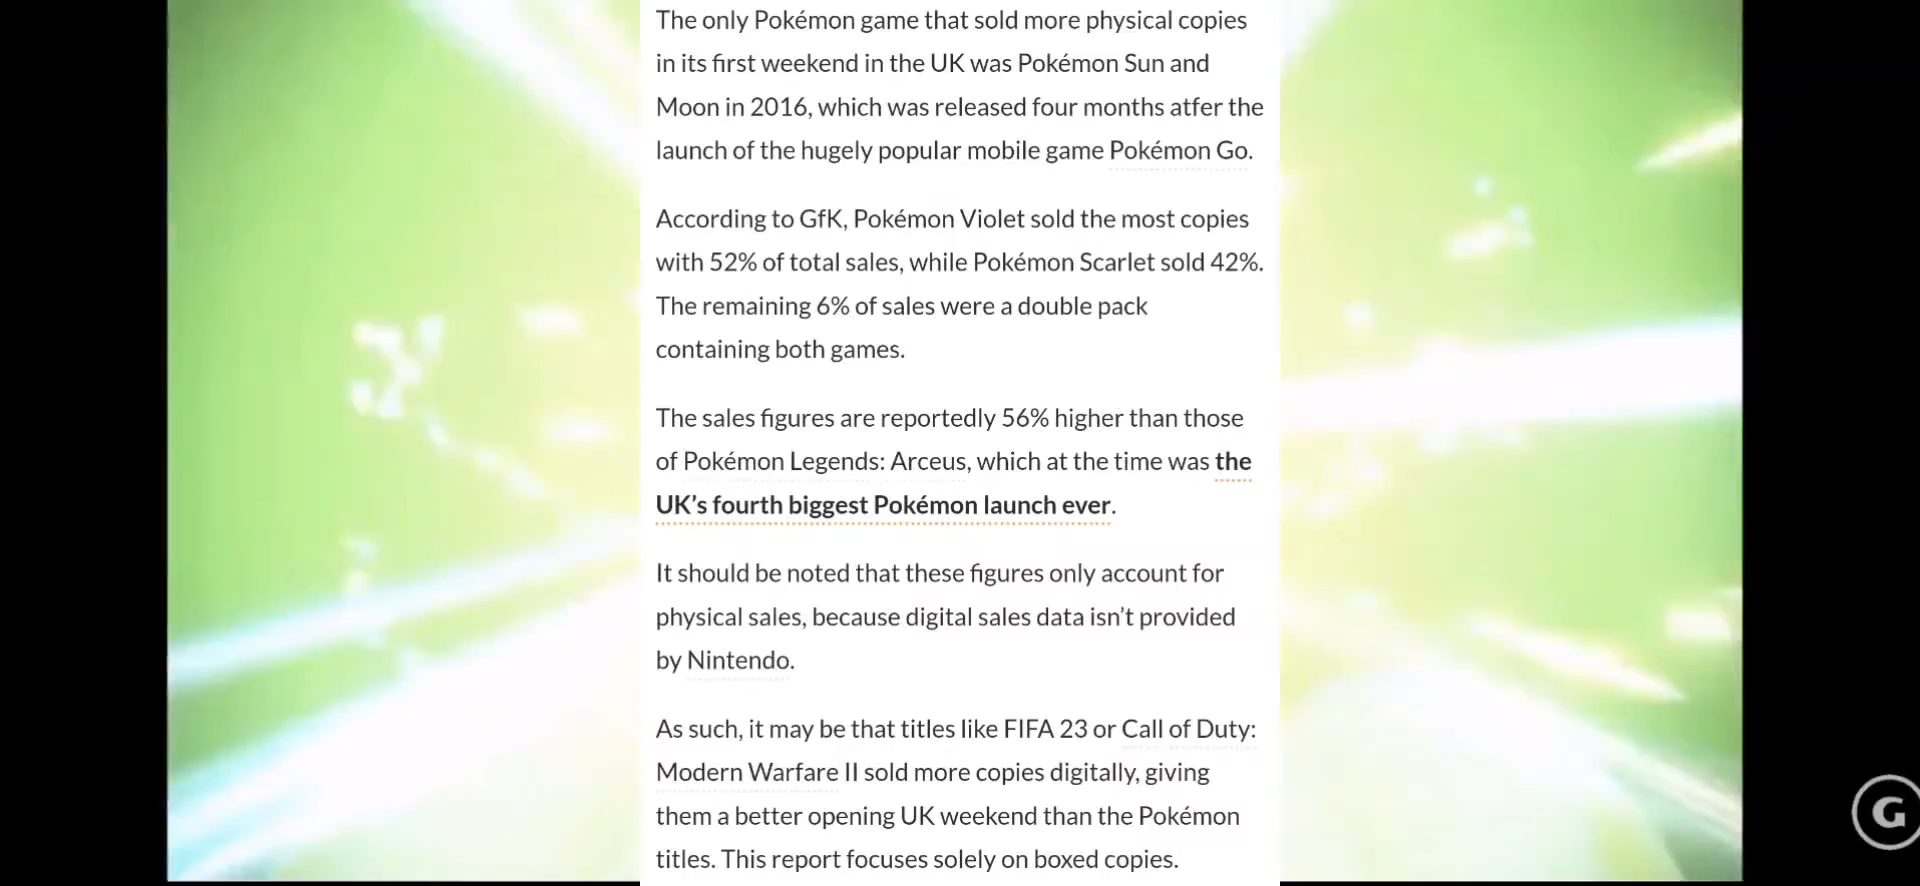 The only Pokémon game that sold more physical copies
in its first weekend in the UK was Pokémon Sun and
Moon in 2016, which was released four months atfer the
launch of the hugely popular mobile game Pokémon Go.
According to GfK, Pokémon Violet sold the most copies
with 52% of total sales, while Pokémon Scarlet sold 42%.
The remaining 6% of sales were a double pack
containing both games.
The sales figures are reportedly 56% higher than those
of Pokémon Legends: Arceus, which at the time was the
UK’s fourth biggest Pokémon launch ever.
It should be noted that these figures only account for
physical sales, because digital sales data isn’t provided
by Nintendo.
As such, it may be that titles like FIFA 23 or Call of Duty:
Modern Warfare II sold more copies digitally, giving
them a better opening UK weekend than the Pokémon
titles. This report focuses solely on boxed copies.
G